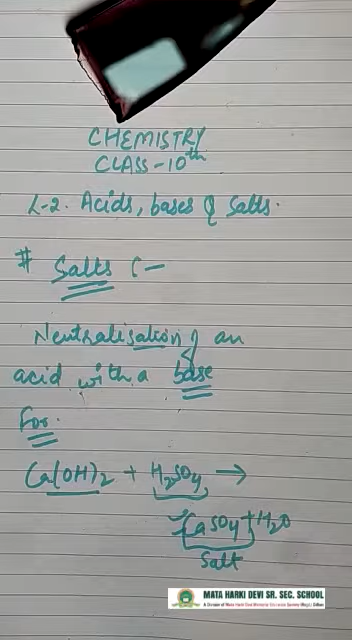 CHEMISTRY
CLASS-10th
L-2. Acids, bases & Salts.
# Salts :-
Neutralisation of an
acid with a base
For.
Ca(OH)2 + H2SO4 →
CaSO4 + H2O
Salt
MATA HARKI DEVI SR. SEC. SCHOOL